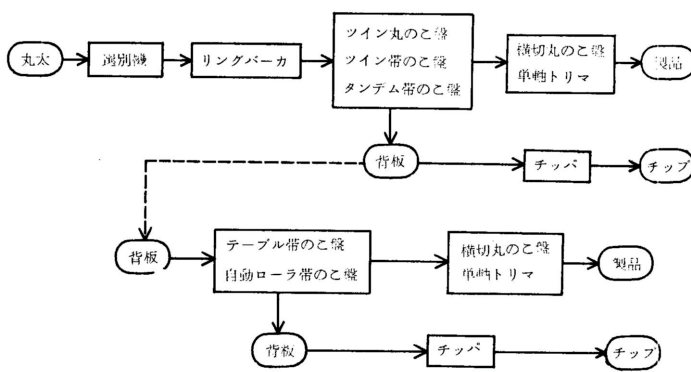 丸太
選別機
リングバーカ
ツイン丸のこ盤
ツイン帯のこ盤
タンデム帯のこ盤
横切丸のこ盤
単軸トリマ
製品
背板
チッパ
チップ
背板
テーブル帯のこ盤
自動ローラ帯のこ盤
横切丸のこ盤
単軸トリマ
製品
背板
チッパ
チップ